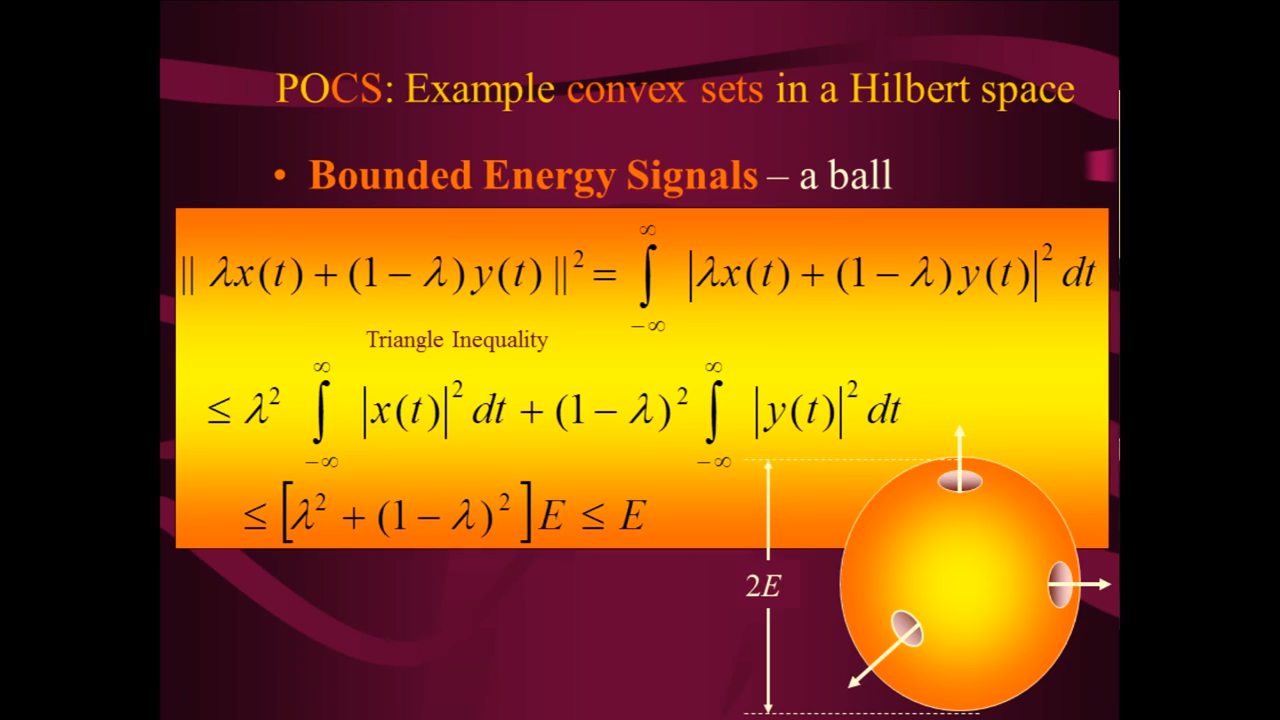 POCS: Example convex sets in a Hilbert space
• Bounded Energy Signals – a ball
|| λx(t) + (1 − λ) y(t) ||² = ∫_{−∞}^{∞} |λx(t) + (1 − λ) y(t)|² dt
Triangle Inequality
≤ λ² ∫_{−∞}^{∞} |x(t)|² dt + (1 − λ)² ∫_{−∞}^{∞} |y(t)|² dt
≤ [λ² + (1 − λ)²] E ≤ E
2E